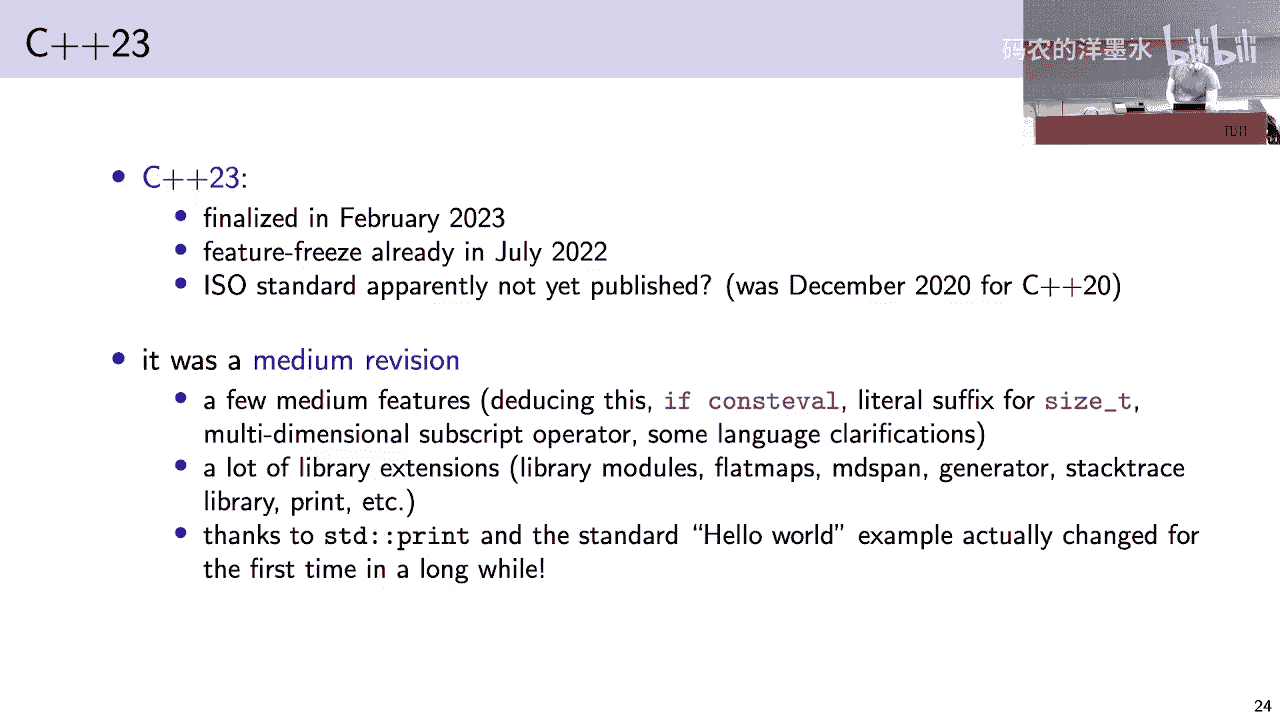 C++23
码农的洋墨水 bilibili
TUM
• C++23:
• finalized in February 2023
• feature-freeze already in July 2022
• ISO standard apparently not yet published? (was December 2020 for C++20)
• it was a medium revision
• a few medium features (deducing this, if consteval, literal suffix for size_t,
multi-dimensional subscript operator, some language clarifications)
• a lot of library extensions (library modules, flatmaps, mdspan, generator, stacktrace
library, print, etc.)
• thanks to std::print and the standard “Hello world” example actually changed for
the first time in a long while!
24